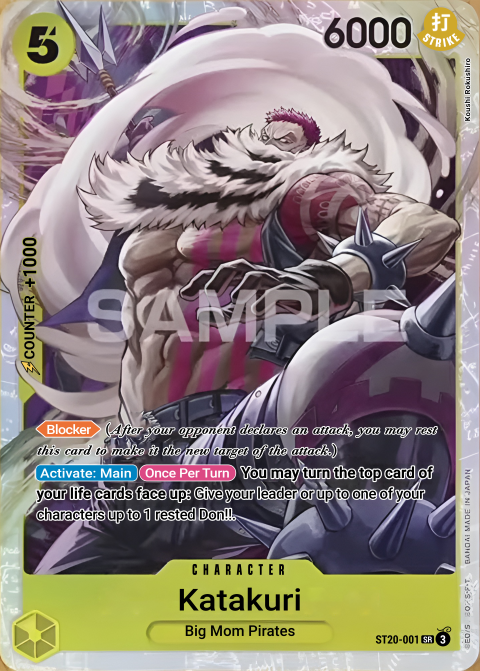 5
6000
打
STRIKE
Koushi Rokushiro
COUNTER +1000
SAMPLE
Blocker (After your opponent declares an attack, you may rest
this card to make it the new target of the attack.)
Activate: Main Once Per Turn You may turn the top card of
your life cards face up: Give your leader or up to one of your
characters up to 1 rested Don!!.
BANDAI MADE IN JAPAN
CHARACTER
Katakuri
Big Mom Pirates
ST20-001 SR 3